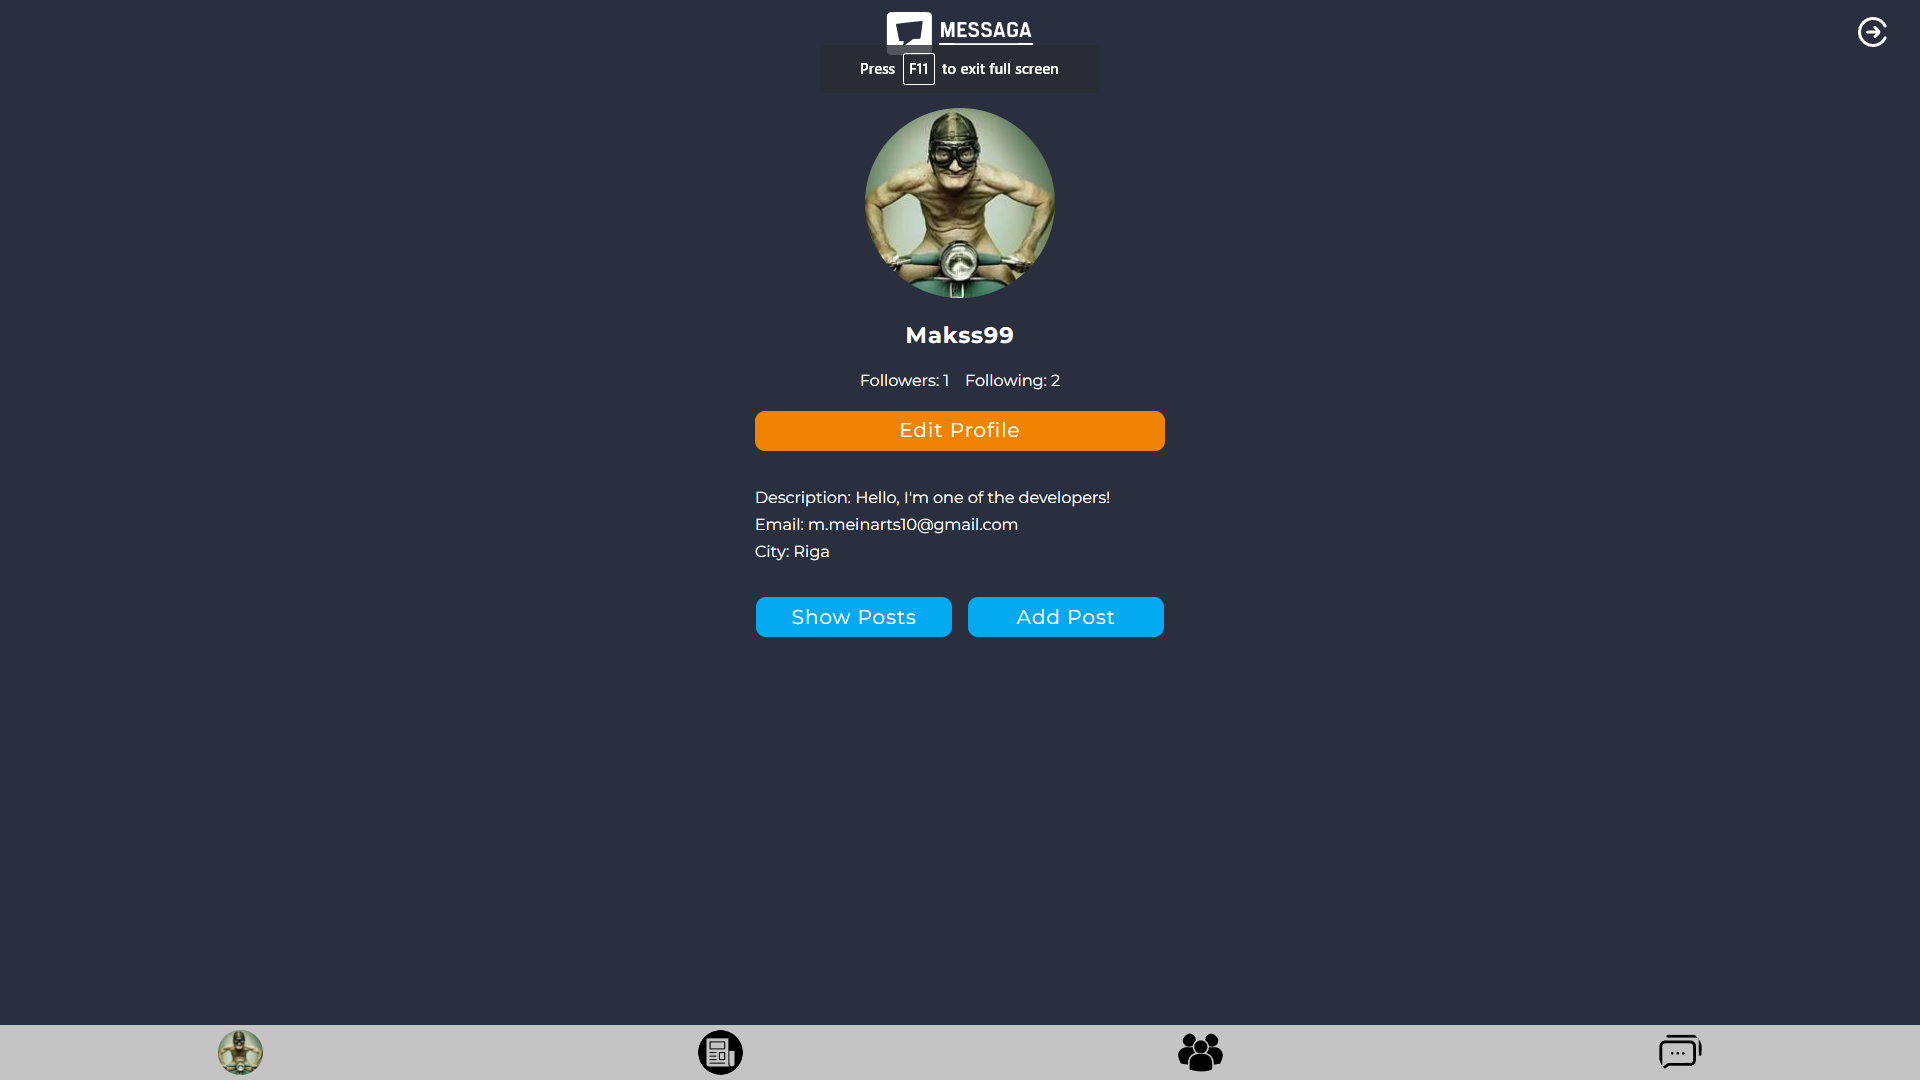 MESSAGA
Press F11 to exit full screen
Makss99
Followers: 1 Following: 2
Edit Profile
Description: Hello, I'm one of the developers!
Email: m.meinarts10@gmail.com
City: Riga
Show Posts Add Post